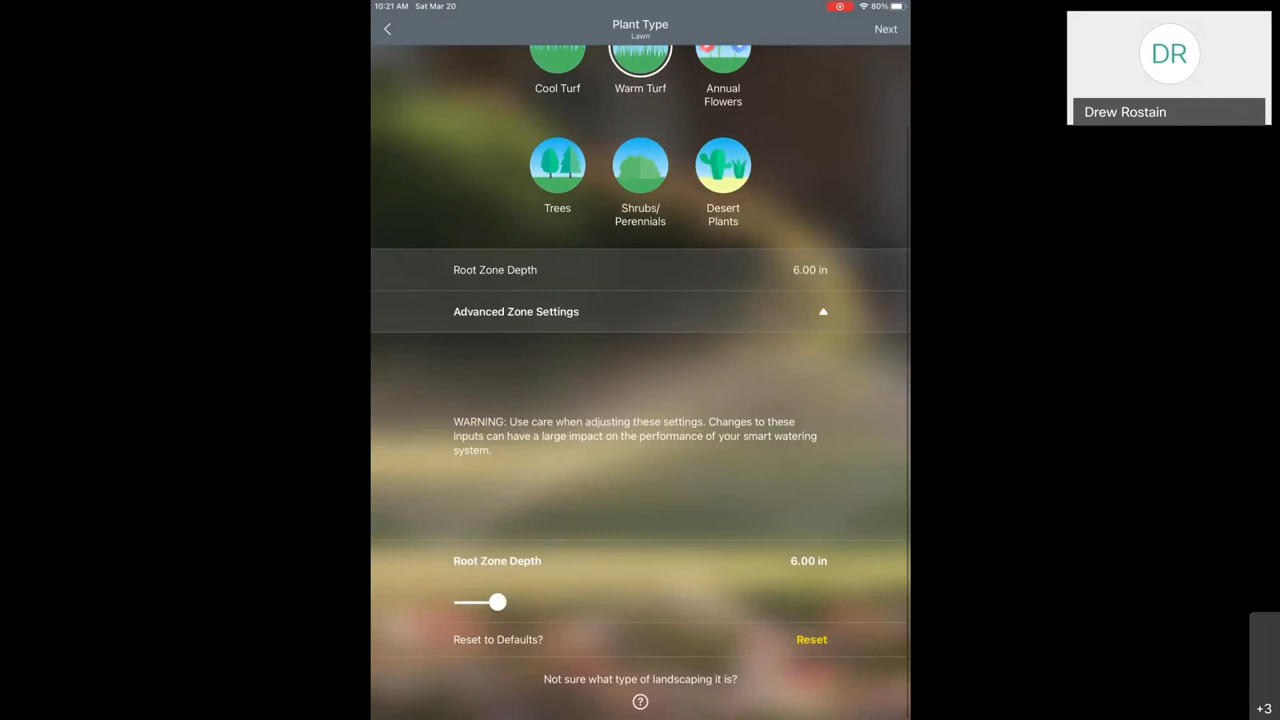 10:21 AM Sat Mar 20
80%
Plant Type
Lawn
Next
DR
Drew Rostain
Cool Turf
Warm Turf
Annual
Flowers
Trees
Shrubs/
Perennials
Desert
Plants
Root Zone Depth 6.00 in
Advanced Zone Settings
WARNING: Use care when adjusting these settings. Changes to these
inputs can have a large impact on the performance of your smart watering
system.
Root Zone Depth 6.00 in
Reset to Defaults? Reset
Not sure what type of landscaping it is?
?
+3